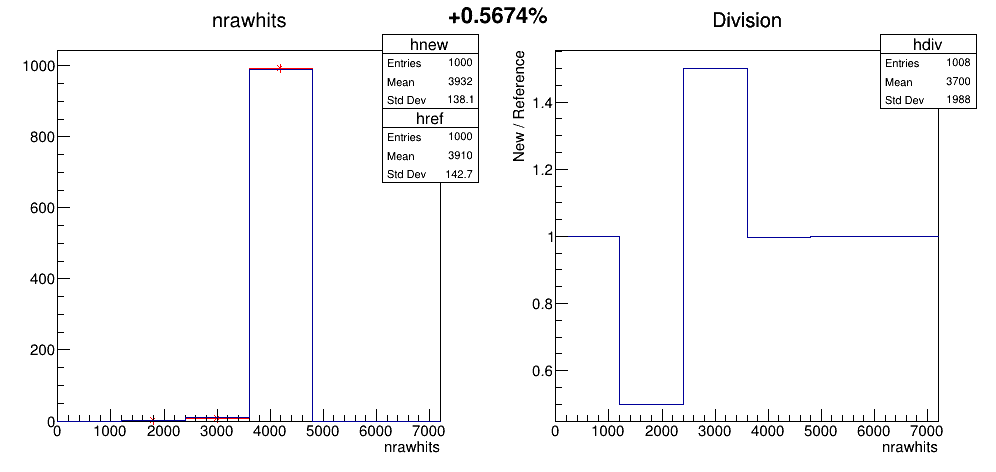 +0.5674%
nrawhits
hnew
Entries 1000
Mean 3932
Std Dev 138.1
href
Entries 1000
Mean 3910
Std Dev 142.7
1000
800
600
400
200
0
0 1000 2000 3000 4000 5000 6000 7000
nrawhits
Division
hdiv
Entries 1008
Mean 3700
Std Dev 1988
New / Reference
1.4
1.2
1
0.8
0.6
0 1000 2000 3000 4000 5000 6000 7000
nrawhits